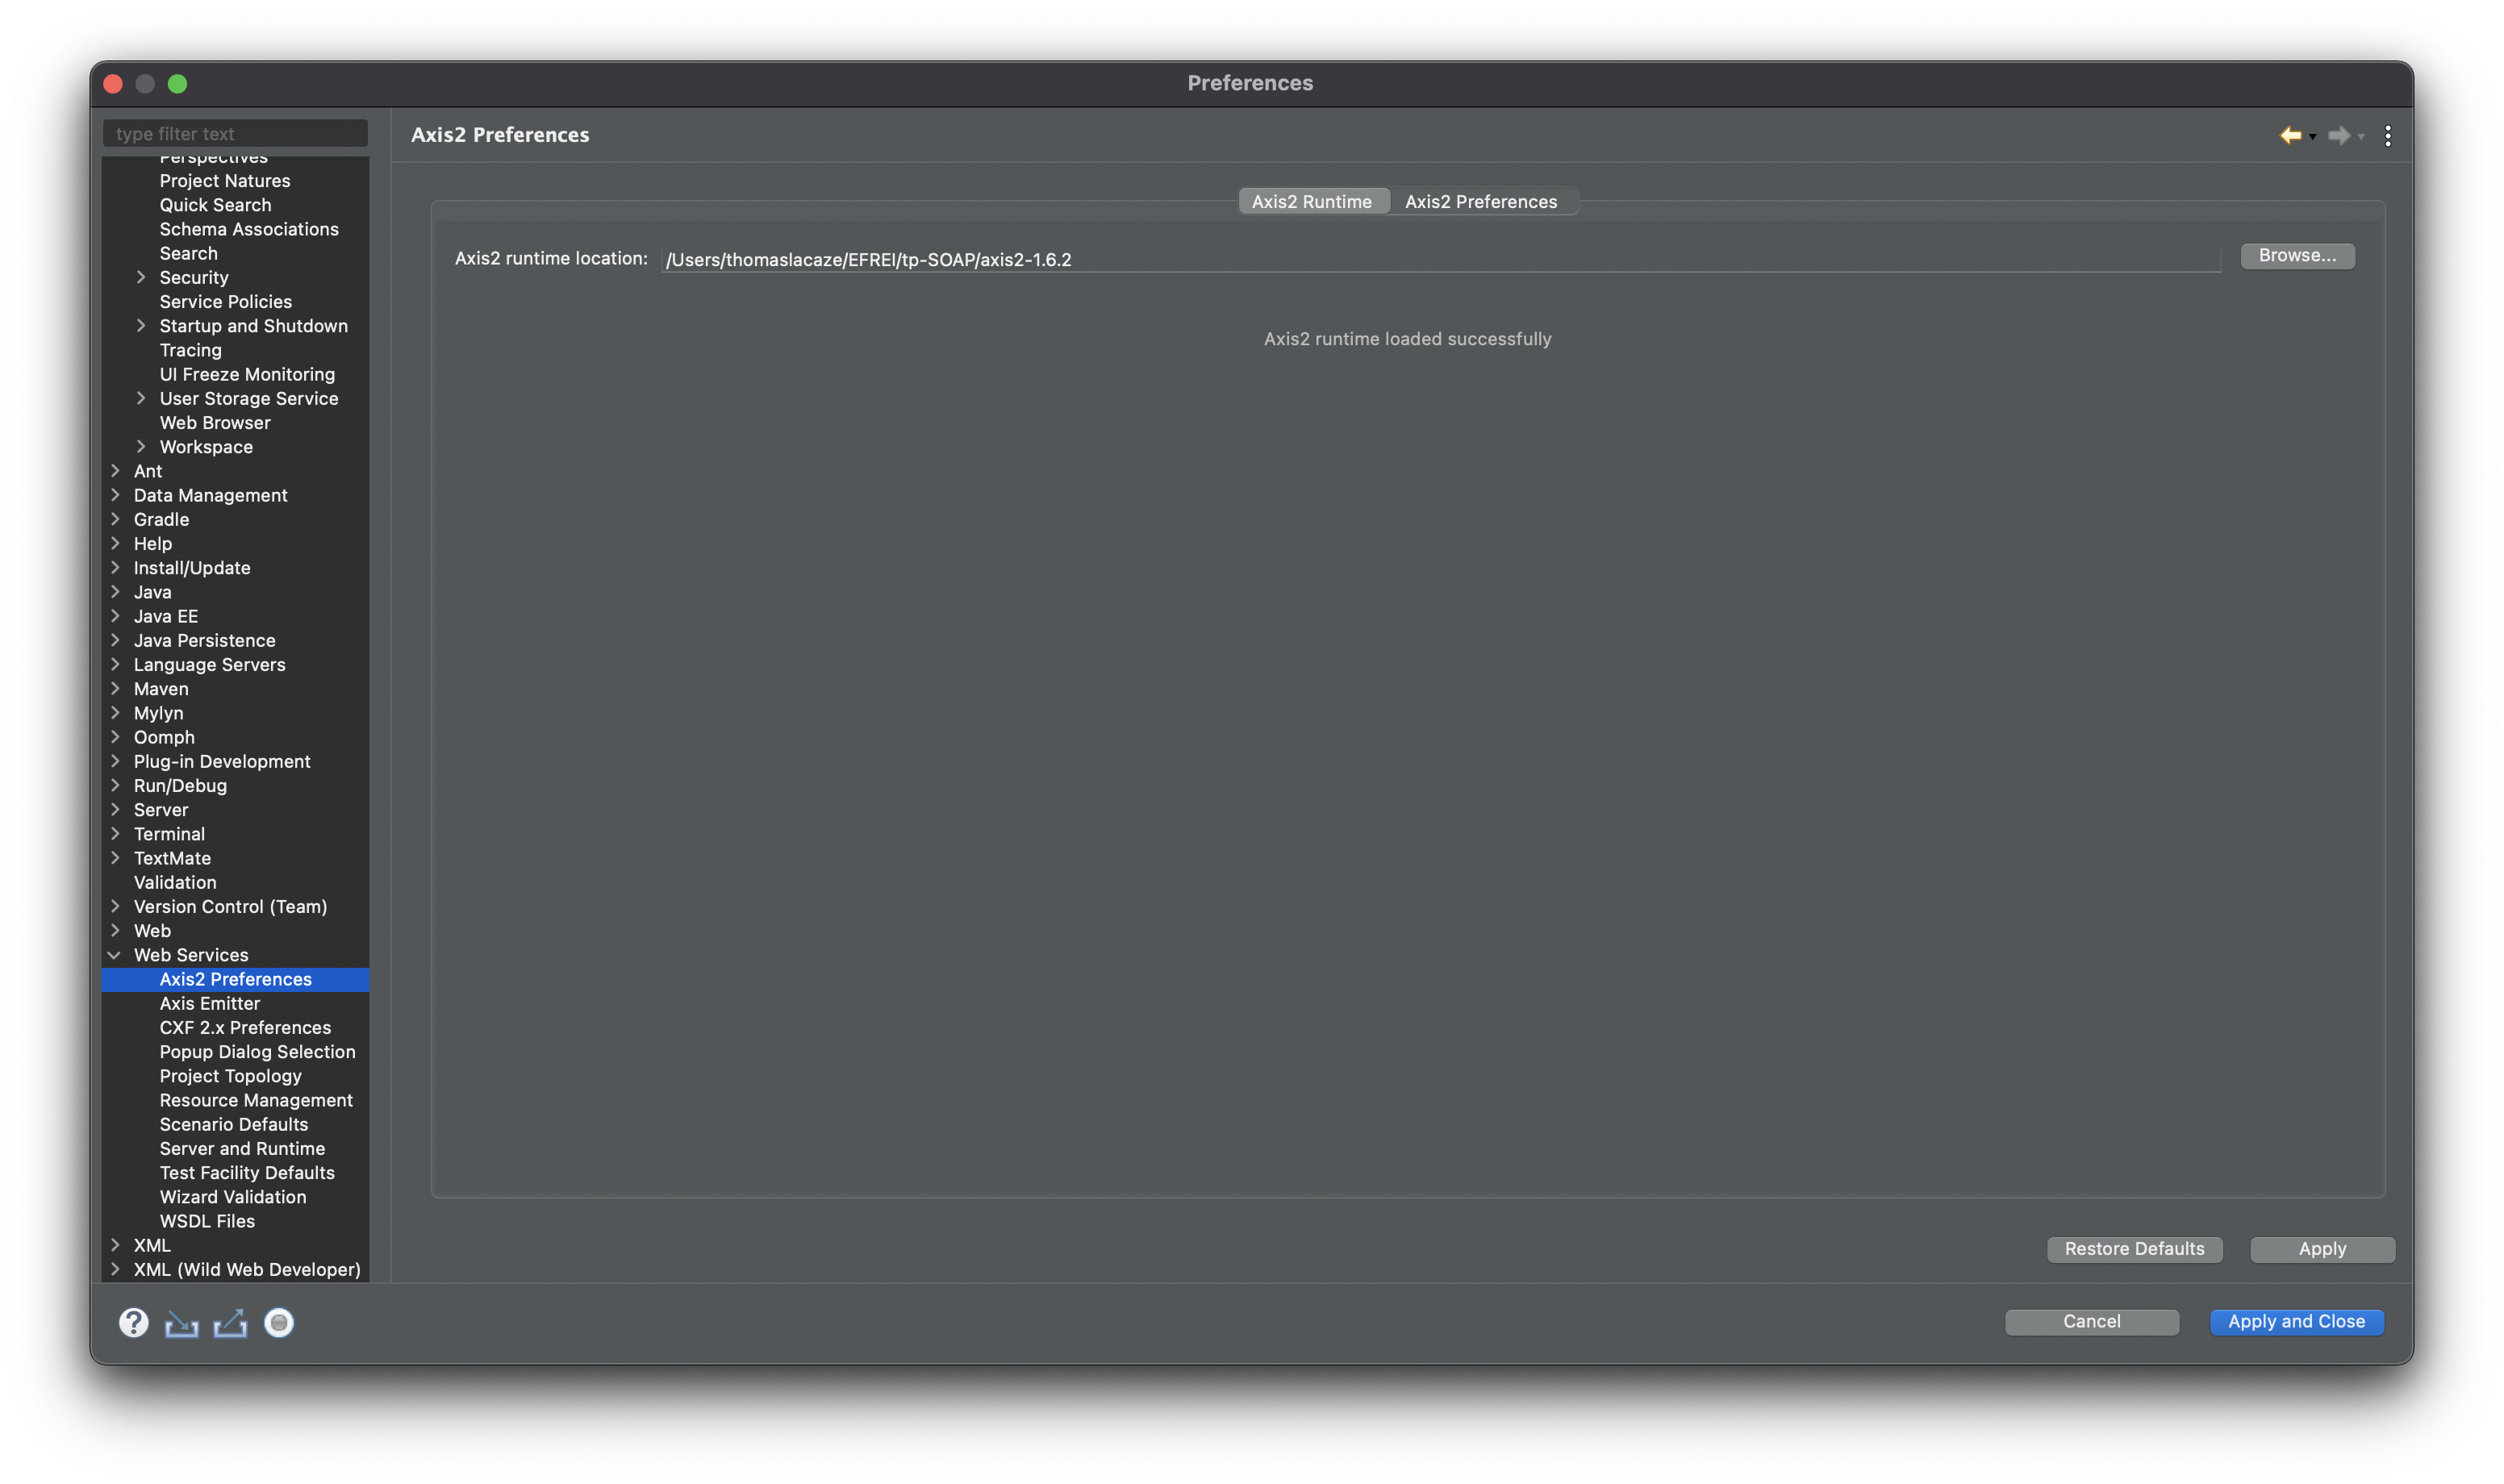 Preferences
type filter text
Axis2 Preferences
Perspectives
Project Natures
Quick Search
Schema Associations
Search
Security
Service Policies
Startup and Shutdown
Tracing
UI Freeze Monitoring
User Storage Service
Web Browser
Workspace
Ant
Data Management
Gradle
Help
Install/Update
Java
Java EE
Java Persistence
Language Servers
Maven
Mylyn
Oomph
Plug-in Development
Run/Debug
Server
Terminal
TextMate
Validation
Version Control (Team)
Web
Web Services
Axis2 Preferences
Axis Emitter
CXF 2.x Preferences
Popup Dialog Selection
Project Topology
Resource Management
Scenario Defaults
Server and Runtime
Test Facility Defaults
Wizard Validation
WSDL Files
XML
XML (Wild Web Developer)
Axis2 Runtime Axis2 Preferences
Axis2 runtime location: /Users/thomaslacaze/EFREI/tp-SOAP/axis2-1.6.2 Browse...
Axis2 runtime loaded successfully
Restore Defaults Apply
Cancel Apply and Close